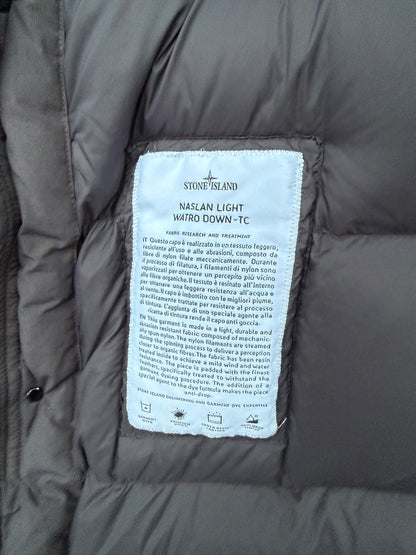 STONE ISLAND
NASLAN LIGHT
WATRO DOWN-TC
FABRIC RESEARCH AND TREATMENT
IT Questo capo è realizzato in un tessuto leggero,
resistente all'uso e alle abrasioni, composto da
fibre di nylon filate meccanicamente. Durante
il processo di filatura, i filamenti di nylon sono
vaporizzati per ottenere un percepito più vicino
alle fibre organiche. Il tessuto è resinato all'interno
per ottenere una leggera resistenza all'acqua e
al vento. Il capo è imbottito con le migliori piume,
specificamente trattate per resistere al processo
di tintura. L'aggiunta di uno speciale agente alla
ricetta di tintura rende il capo anti goccia.
EN This garment is made in a light, durable and
abrasion resistant fabric composed of mechanic-
ally spun nylon. The nylon filaments are steamed
during the spinning process to deliver a perception
closer to organic fibres. The fabric has been resin
treated inside to achieve a mild wind and water
resistance. The piece is padded with the finest
feathers, specifically treated to withstand the
garment dyeing procedure. The addition of a
special agent to the dye formula makes the piece
anti-drop.
STONE ISLAND ENGINEERING AND GARMENT DYE EXPERTISE